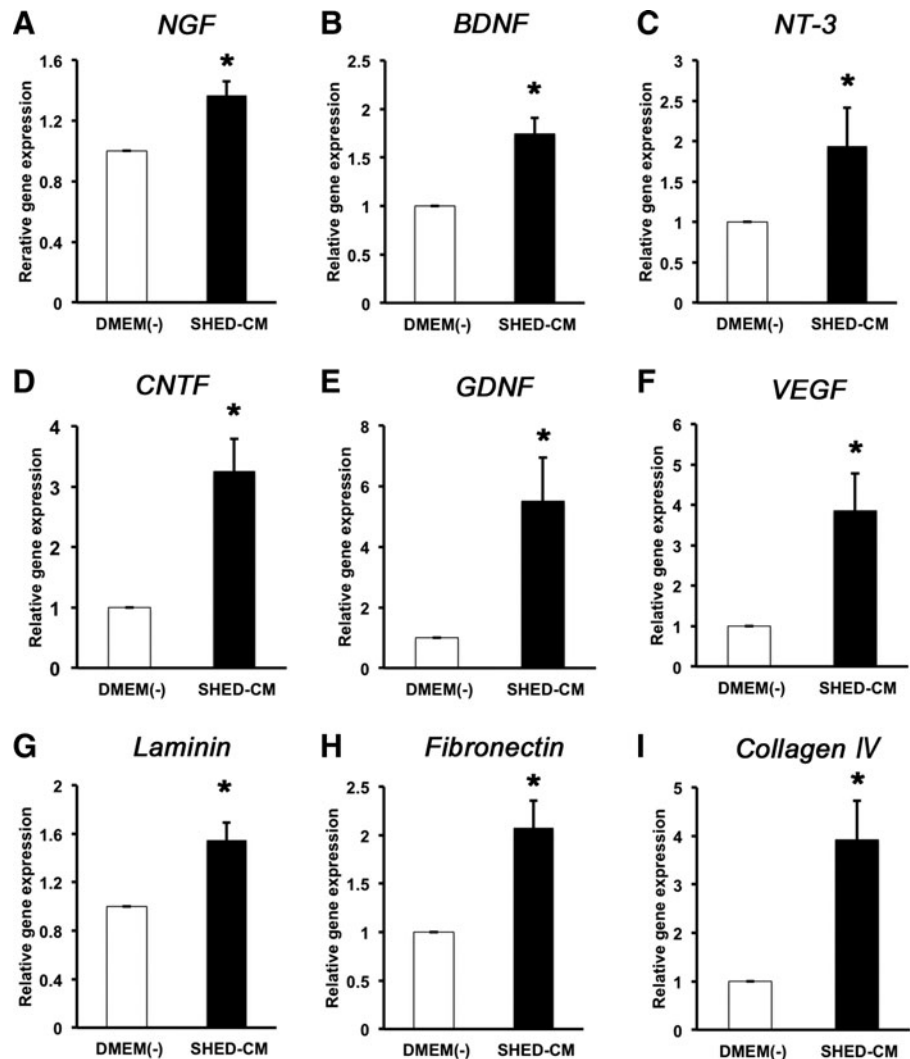 A NGF
Rerative gene expression
1.6
1.2
0.8
0.4
0
*
DMEM(-) SHED-CM
B BDNF
Relative gene expression
2.5
2
1.5
1
0.5
0
*
DMEM(-) SHED-CM
C NT-3
Relative gene expression
3
2.5
2
1.5
1
0.5
0
*
DMEM(-) SHED-CM
D CNTF
Relative gene expression
4
3
2
1
0
*
DMEM(-) SHED-CM
E GDNF
Relative gene expression
8
6
4
2
0
*
DMEM(-) SHED-CM
F VEGF
Relative gene expression
6
5
4
3
2
1
0
*
DMEM(-) SHED-CM
G Laminin
Relative gene expression
2
1.6
1.2
0.8
0.4
0
*
DMEM(-) SHED-CM
H Fibronectin
Relative gene expression
2.5
2
1.5
1
0.5
0
*
DMEM(-) SHED-CM
I Collagen IV
Relative gene expression
5
4
3
2
1
0
*
DMEM(-) SHED-CM